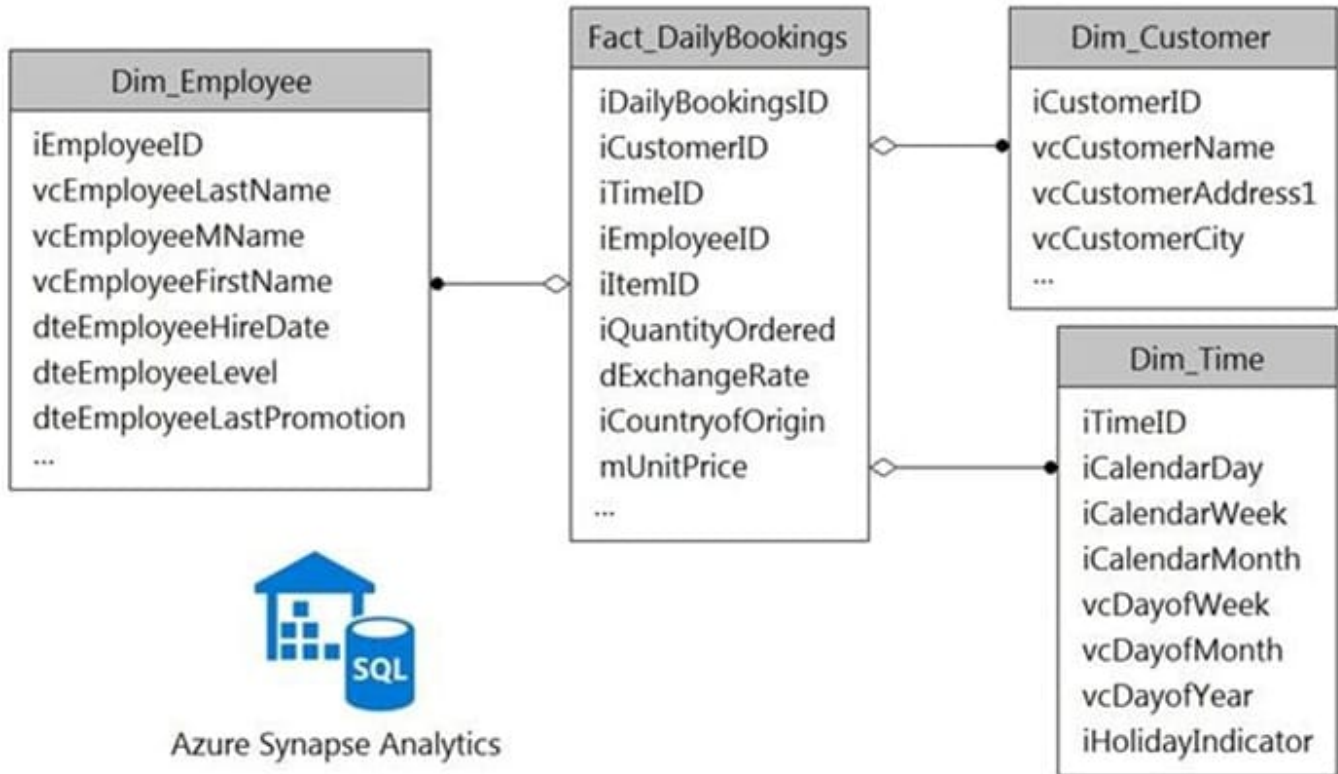 Dim_Employee
iEmployeeID
vcEmployeeLastName
vcEmployeeMName
vcEmployeeFirstName
dteEmployeeHireDate
dteEmployeeLevel
dteEmployeeLastPromotion
...
Fact_DailyBookings
iDailyBookingsID
iCustomerID
iTimeID
iEmployeeID
iItemID
iQuantityOrdered
dExchangeRate
iCountryofOrigin
mUnitPrice
...
Dim_Customer
iCustomerID
vcCustomerName
vcCustomerAddress1
vcCustomerCity
...
Dim_Time
iTimeID
iCalendarDay
iCalendarWeek
iCalendarMonth
vcDayofWeek
vcDayofMonth
vcDayofYear
iHolidayIndicator
SQL
Azure Synapse Analytics